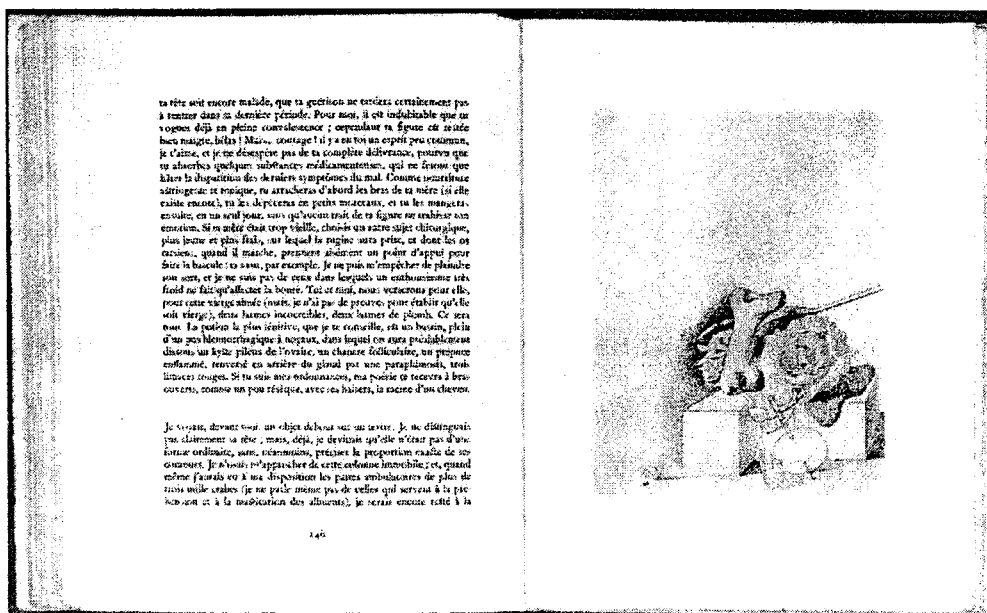 ta tête soit encore malade, que ta guérison ne tardera certainement pas
à rentrer dans sa dernière période. Pour moi, il est indubitable que tu
vogues déjà en pleine convalescence ; cependant ta figure est restée
bien maigre, hélas ! Mais... courage ! il y a en toi un esprit peu commun,
je t'aime, et je ne désespère pas de ta complète délivrance, pourvu que
tu absorbes quelques substances médicamenteuses, qui ne feront que
hâter la disparition des derniers symptômes du mal. Comme nourriture
astringente et tonique, tu arracheras d'abord les bras de ta mère (si elle
existe encore), tu les dépèceras en petits morceaux, et tu les mangeras
ensuite, en un seul jour, sans qu'aucun trait de ta figure ne trahisse ton
émotion. Si ta mère était trop vieille, choisis un autre sujet chirurgique,
plus jeune et plus frais, sur lequel la rugine aura prise, et dont les os
tarsiens, quand il marche, prennent aisément un point d'appui pour
faire la bascule : ta sœur, par exemple. Je ne puis m'empêcher de plaindre
son sort, et je ne suis pas de ceux dans lesquels un enthousiasme très
froid ne fait qu'affecter la bonté. Toi et moi, nous verserons pour elle,
pour cette vierge aimée (mais, je n'ai pas de preuves pour établir qu'elle
soit vierge), deux larmes incoercibles, deux larmes de plomb. Ce sera
tout. La potion la plus lénitive, que je te conseille, est un bassin, plein
d'un pus blennorrhagique à noyaux, dans lequel on aura préalablement
dissous un kyste pileux de l'ovaire, un chancre folliculaire, un prépuce
enflammé, renversé en arrière du gland par une paraphimosis, trois
limaces rouges. Si tu suis mes ordonnances, ma poésie te recevra à bras
ouverts, comme un pou résèque, avec ses baisers, la racine d'un cheveu.
Je voyais, devant moi, un objet debout sur un tertre. Je ne distinguais
pas clairement sa tête ; mais, déjà, je devinais qu'elle n'était pas d'une
forme ordinaire, sans, néanmoins, préciser la proportion exacte de ses
contours. Je n'osais m'approcher de cette colonne immobile ; et, quand
même j'aurais eu à ma disposition les pattes ambulatoires de plus de
trois mille crabes (je ne parle même pas de celles qui servent à la pré-
hension et à la mastication des aliments), je serais encore resté à la
146